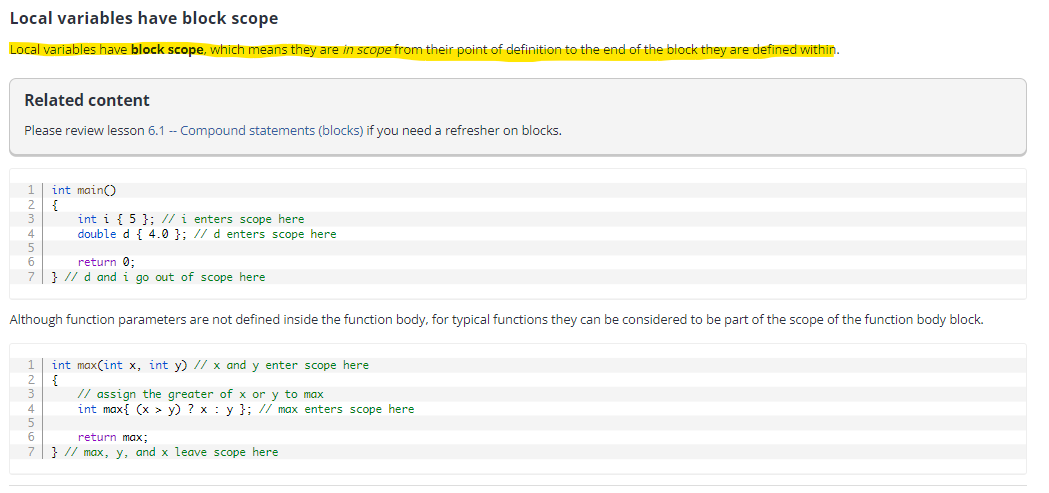 Local variables have block scope
Local variables have block scope, which means they are in scope from their point of definition to the end of the block they are defined within.
Related content
Please review lesson 6.1 -- Compound statements (blocks) if you need a refresher on blocks.
1 int main()
2 {
3     int i { 5 }; // i enters scope here
4     double d { 4.0 }; // d enters scope here
5
6     return 0;
7 } // d and i go out of scope here
Although function parameters are not defined inside the function body, for typical functions they can be considered to be part of the scope of the function body block.
1 int max(int x, int y) // x and y enter scope here
2 {
3     // assign the greater of x or y to max
4     int max{ (x > y) ? x : y }; // max enters scope here
5
6     return max;
7 } // max, y, and x leave scope here